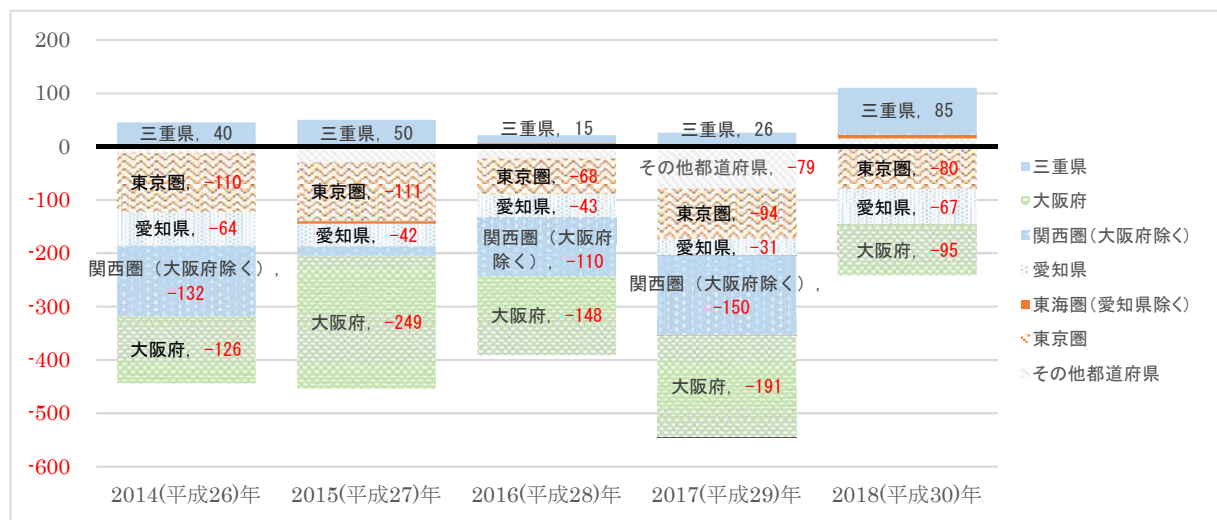 200
100
0
-100
-200
-300
-400
-500
-600
三重県, 40
東京圏, -110
愛知県, -64
関西圏（大阪府除く）,
-132
大阪府, -126
三重県, 50
東京圏, -111
愛知県, -42
大阪府, -249
三重県, 15
東京圏, -68
愛知県, -43
関西圏（大阪府
除く）, -110
大阪府, -148
三重県, 26
その他都道府県, -79
東京圏, -94
愛知県, -31
関西圏（大阪府除く）,
-150
大阪府, -191
三重県, 85
東京圏, -80
愛知県, -67
大阪府, -95
2014(平成26)年
2015(平成27)年
2016(平成28)年
2017(平成29)年
2018(平成30)年
三重県
大阪府
関西圏(大阪府除く)
愛知県
東海圏(愛知県除く)
東京圏
その他都道府県